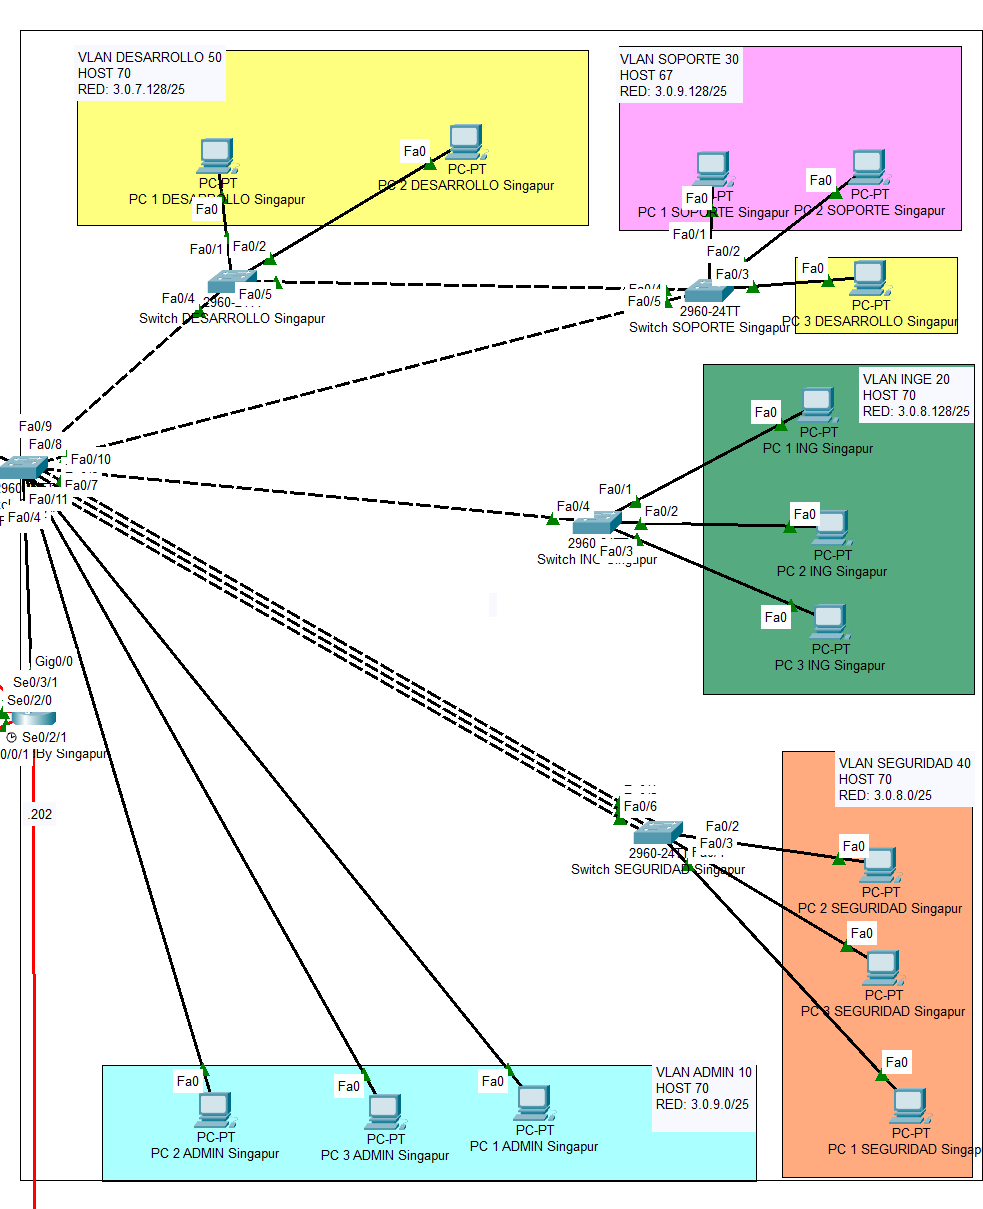 VLAN DESARROLLO 50
HOST 70
RED: 3.0.7.128/25
Fa0
PC-PT
PC 1 DESARROLLO Singapur
Fa0
PC-PT
PC 2 DESARROLLO Singapur
VLAN SOPORTE 30
HOST 67
RED: 3.0.9.128/25
Fa0
PC 1 SOPORTE Singapur
Fa0
PC-PT
PC 2 SOPORTE Singapur
Fa0/1
Fa0/2
Fa0/4
Fa0/5
Switch DESARROLLO Singapur
Fa0/1
Fa0/2
Fa0/3
Fa0/5
2960-24TT
Switch SOPORTE Singapur
Fa0
PC-PT
PC 3 DESARROLLO Singapur
VLAN INGE 20
HOST 70
RED: 3.0.8.128/25
Fa0
PC-PT
PC 1 ING Singapur
Fa0
PC-PT
PC 2 ING Singapur
Fa0
PC-PT
PC 3 ING Singapur
Fa0/1
Fa0/2
Fa0/3
Fa0/4
Fa0/9
Fa0/8
Fa0/10
Fa0/7
Fa0/11
Fa0/4
Gig0/0
Se0/3/1
Se0/2/0
Se0/2/1
Singapur
.202
VLAN SEGURIDAD 40
HOST 70
RED: 3.0.8.0/25
Fa0/6
Fa0/2
Fa0/3
Switch SEGURIDAD Singapur
Fa0
PC-PT
PC 2 SEGURIDAD Singapur
Fa0
PC-PT
PC 3 SEGURIDAD Singapur
Fa0
PC-PT
PC 1 SEGURIDAD Singap
VLAN ADMIN 10
HOST 70
RED: 3.0.9.0/25
Fa0
PC-PT
PC 2 ADMIN Singapur
Fa0
PC-PT
PC 3 ADMIN Singapur
Fa0
PC-PT
PC 1 ADMIN Singapur